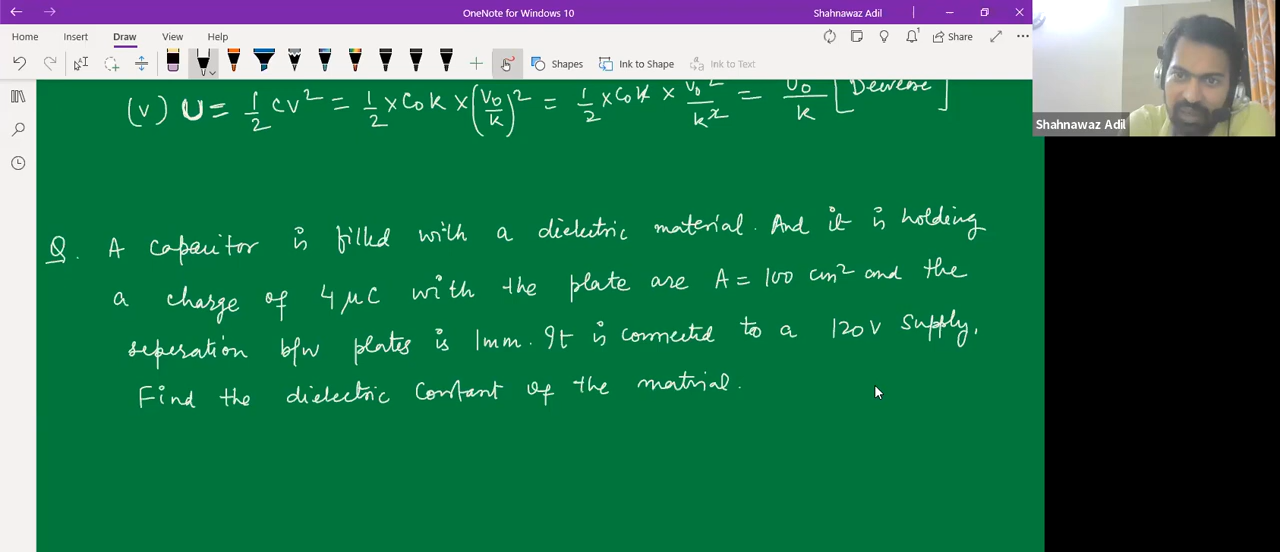 OneNote for Windows 10
Shahnawaz Adil
Home Insert Draw View Help
Share
Shapes Ink to Shape Ink to Text
(v) U = 1/2 CV² = 1/2 × C₀K × (V₀/K)² = 1/2 × C₀K × V₀²/K² = U₀/K [Decrease]
Shahnawaz Adil
Q. A capacitor is filled with a dielectric material. And it is holding
a charge of 4 μC with the plate are A = 100 cm² and the
seperation b/w plates is 1mm. It is connected to a 120V supply.
Find the dielectric constant of the matrial.